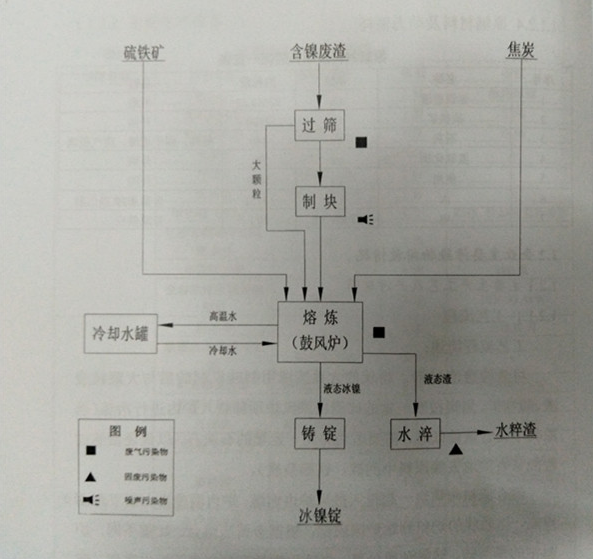 硫铁矿
含镍废渣
焦炭
过筛
大颗粒
制块
高温水
冷却水罐
冷却水
熔炼
(鼓风炉)
液态冰镍
液态渣
铸锭
水淬
水粹渣
冰镍锭
图例
废气污染物
固废污染物
噪声污染物